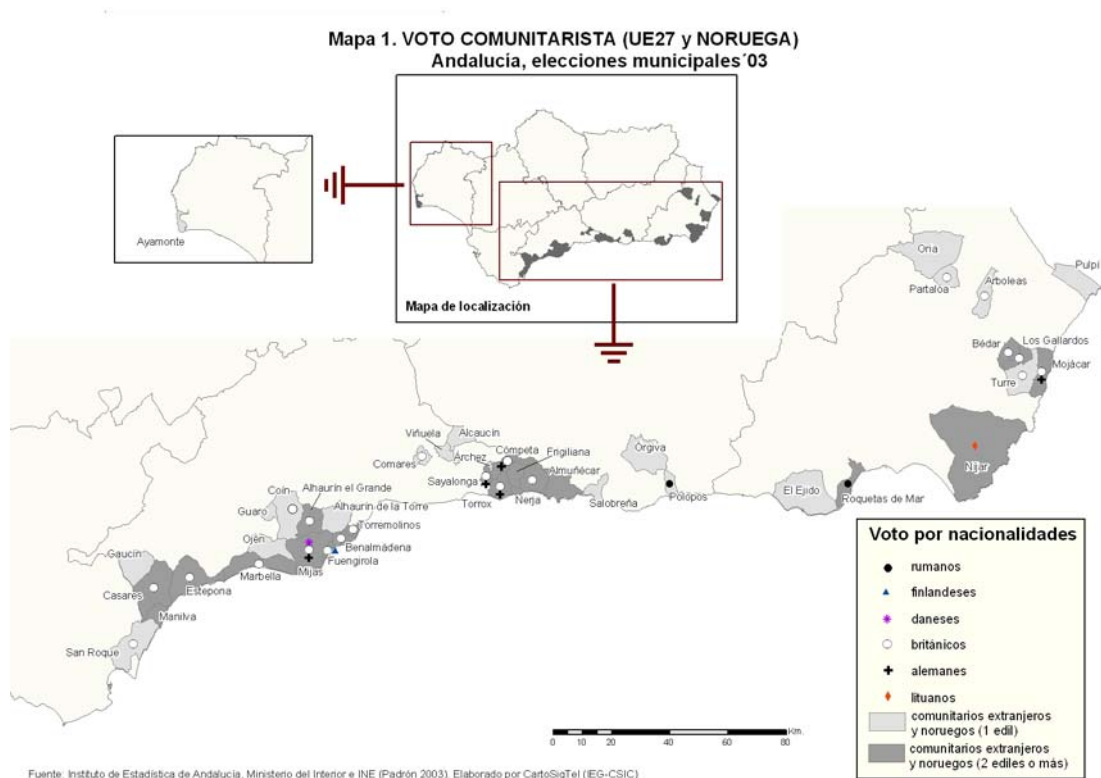 Mapa 1. VOTO COMUNITARISTA (UE27 y NORUEGA)
Andalucía, elecciones municipales´03
Ayamonte
Mapa de localización
Oria
Pulpí
Partaloa
Arboleas
Bédar
Los Gallardos
Mojácar
Turre
Níjar
Viñuela
Alcaucín
Cómpeta
Frigiliana
Comares
Árchez
Almuñécar
Órgiva
Sayalonga
Torrox
Nerja
Salobreña
Polopos
El Ejido
Roquetas de Mar
Coín
Alhaurín el Grande
Guaro
Alhaurín de la Torre
Torremolinos
Ojén
Benalmádena
Fuengirola
Gaucín
Marbella
Mijas
Casares
Estepona
Manilva
San Roque
Voto por nacionalidades
rumanos
finlandeses
daneses
británicos
alemanes
lituanos
comunitarios extranjeros
y noruegos (1 edil)
comunitarios extranjeros
y noruegos (2 ediles o más)
Km.
0 5 10 20 40 60 80
Fuente: Instituto de Estadística de Andalucía, Ministerio del Interior e INE (Padrón 2003). Elaborado por CartoSigTel (IEG-CSIC)